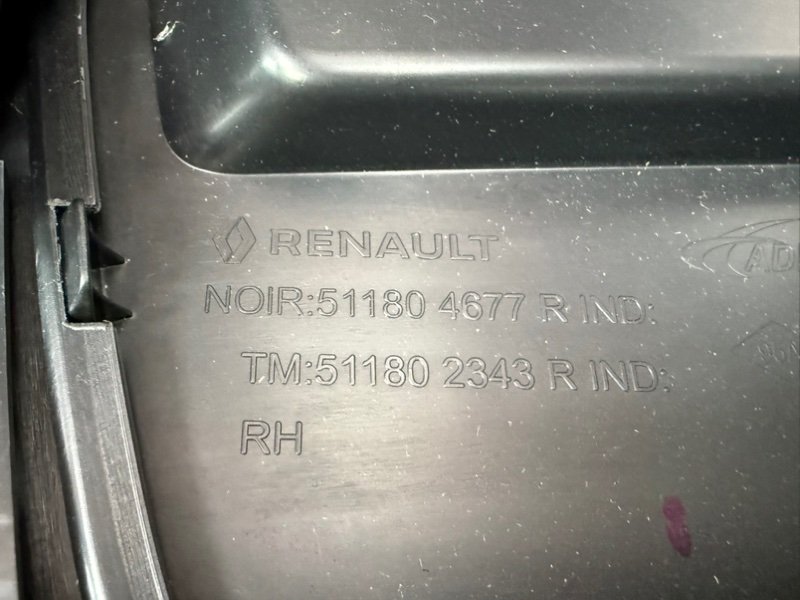 RENAULT
NOIR:51180 4677 R IND:
TM:51180 2343 R IND:
RH